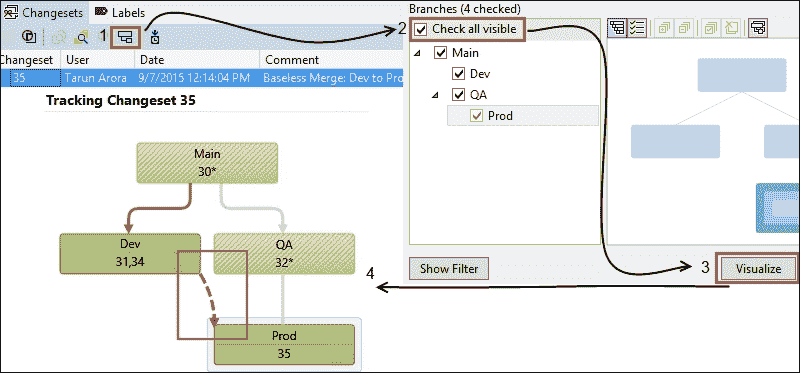 Changesets Labels
1
2
Branches (4 checked)
Check all visible
Changeset User Date Comment
35 Tarun Arora 9/7/2015 12:14:04 PM Baseless Merge: Dev to Pro
Main
Dev
QA
Prod
Tracking Changeset 35
Main
30*
Dev
31,34
QA
32*
Prod
35
4
Show Filter
3
Visualize